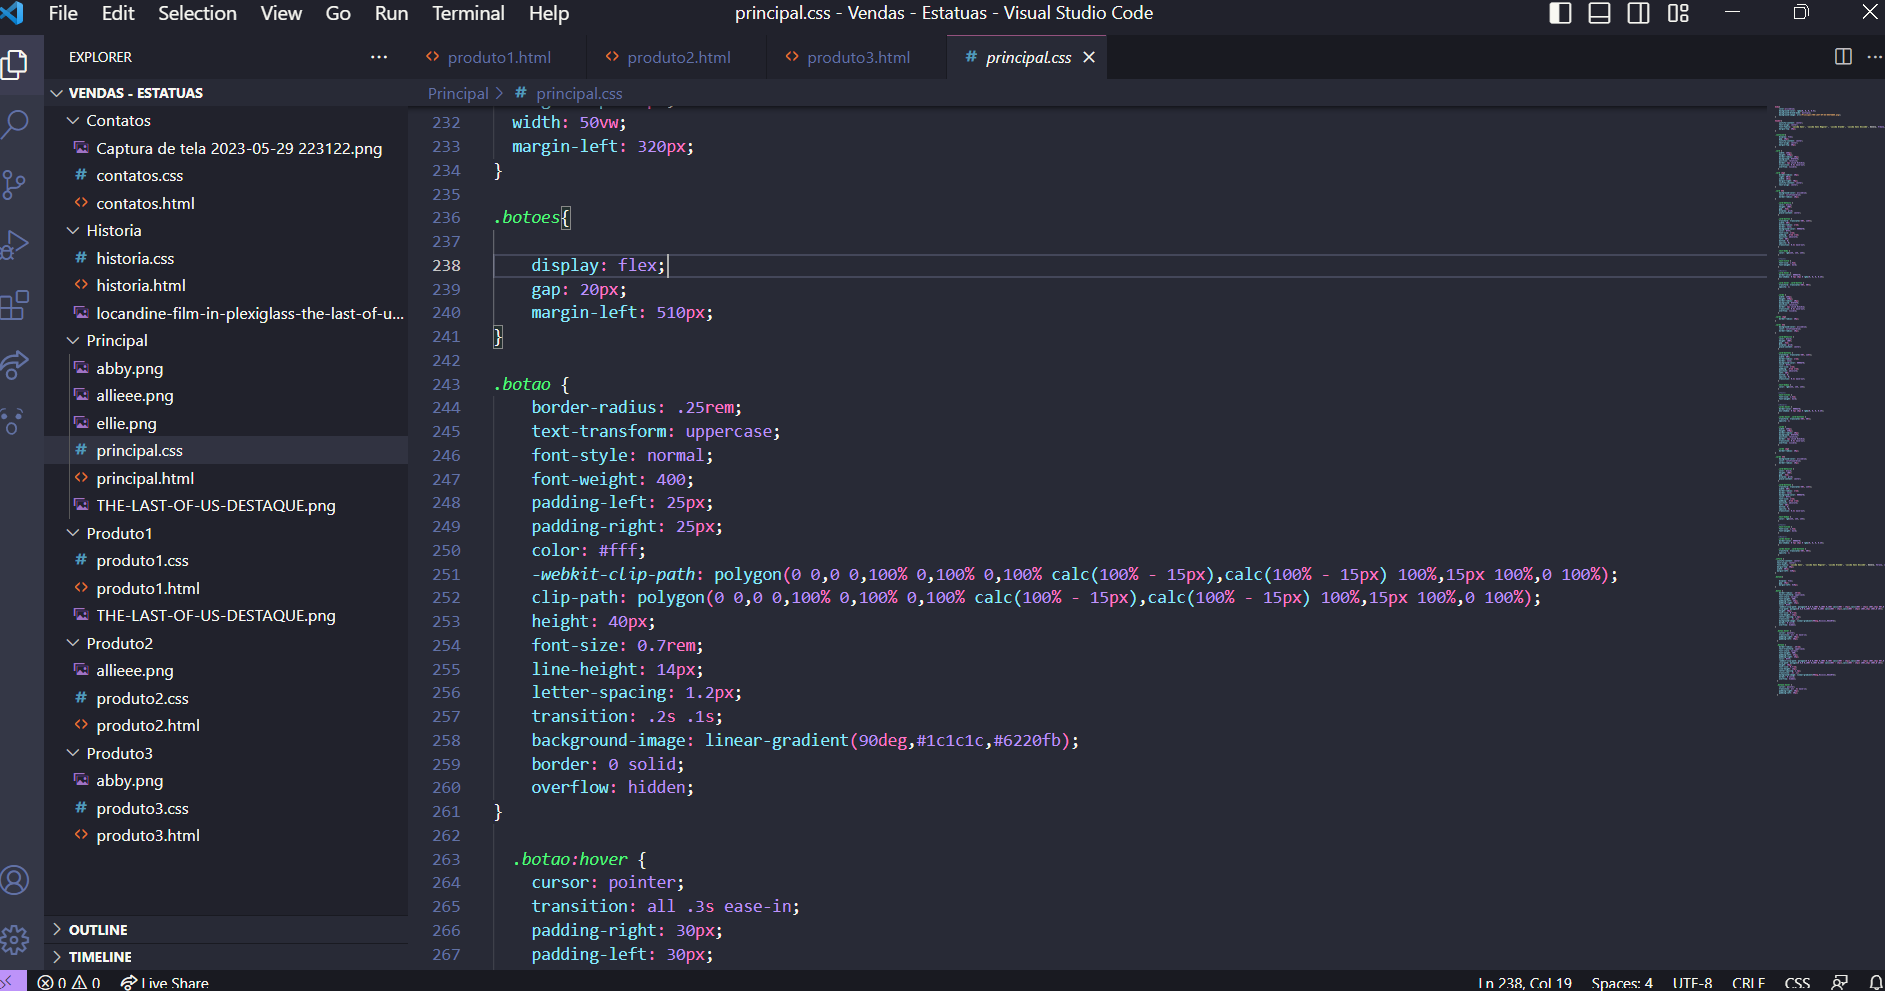 File Edit Selection View Go Run Terminal Help
principal.css - Vendas - Estatuas - Visual Studio Code
EXPLORER
produto1.html
produto2.html
produto3.html
# principal.css
VENDAS - ESTATUAS
Contatos
Captura de tela 2023-05-29 223122.png
# contatos.css
<> contatos.html
Historia
# historia.css
<> historia.html
locandine-film-in-plexiglass-the-last-of-u...
Principal
abby.png
allieee.png
ellie.png
# principal.css
<> principal.html
THE-LAST-OF-US-DESTAQUE.png
Produto1
# produto1.css
<> produto1.html
THE-LAST-OF-US-DESTAQUE.png
Produto2
allieee.png
# produto2.css
<> produto2.html
Produto3
abby.png
# produto3.css
<> produto3.html
OUTLINE
TIMELINE
Principal > # principal.css
232 width: 50vw;
233 margin-left: 320px;
234 }
235
236 .botoes{
237
238 display: flex;
239 gap: 20px;
240 margin-left: 510px;
241 }
242
243 .botao {
244 border-radius: .25rem;
245 text-transform: uppercase;
246 font-style: normal;
247 font-weight: 400;
248 padding-left: 25px;
249 padding-right: 25px;
250 color: #fff;
251 -webkit-clip-path: polygon(0 0,0 0,100% 0,100% 0,100% calc(100% - 15px),calc(100% - 15px) 100%,15px 100%,0 100%);
252 clip-path: polygon(0 0,0 0,100% 0,100% 0,100% calc(100% - 15px),calc(100% - 15px) 100%,15px 100%,0 100%);
253 height: 40px;
254 font-size: 0.7rem;
255 line-height: 14px;
256 letter-spacing: 1.2px;
257 transition: .2s .1s;
258 background-image: linear-gradient(90deg,#1c1c1c,#6220fb);
259 border: 0 solid;
260 overflow: hidden;
261 }
262
263 .botao:hover {
264 cursor: pointer;
265 transition: all .3s ease-in;
266 padding-right: 30px;
267 padding-left: 30px;
0 0 Live Share
Ln 238, Col 19 Spaces: 4 UTF-8 CRLF CSS